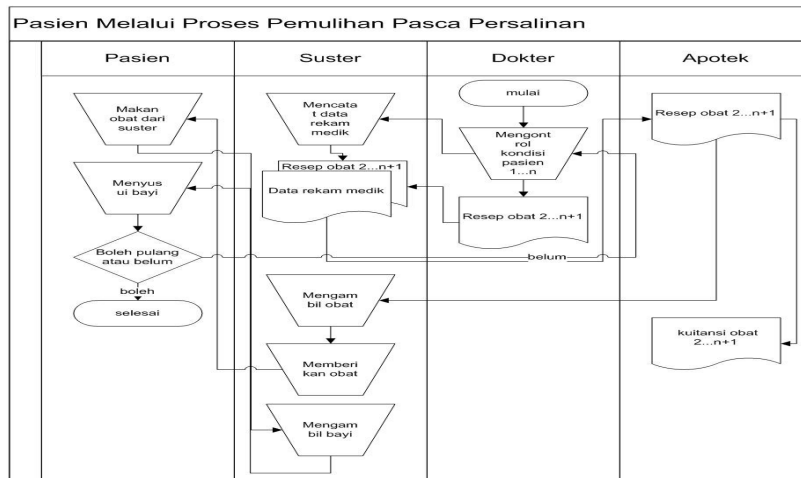 Pasien Melalui Proses Pemulihan Pasca Persalinan
Pasien
Suster
Dokter
Apotek
Makan
obat dari
suster
Menyus
ui bayi
Boleh pulang
atau belum
boleh
selesai
Mencata
t data
rekam
medik
Resep obat 2...n+1
Data rekam medik
Mengam
bil obat
Memberi
kan obat
Mengam
bil bayi
mulai
Mengont
rol
kondisi
pasien
1...n
Resep obat 2...n+1
belum
Resep obat 2...n+1
kuitansi obat
2...n+1